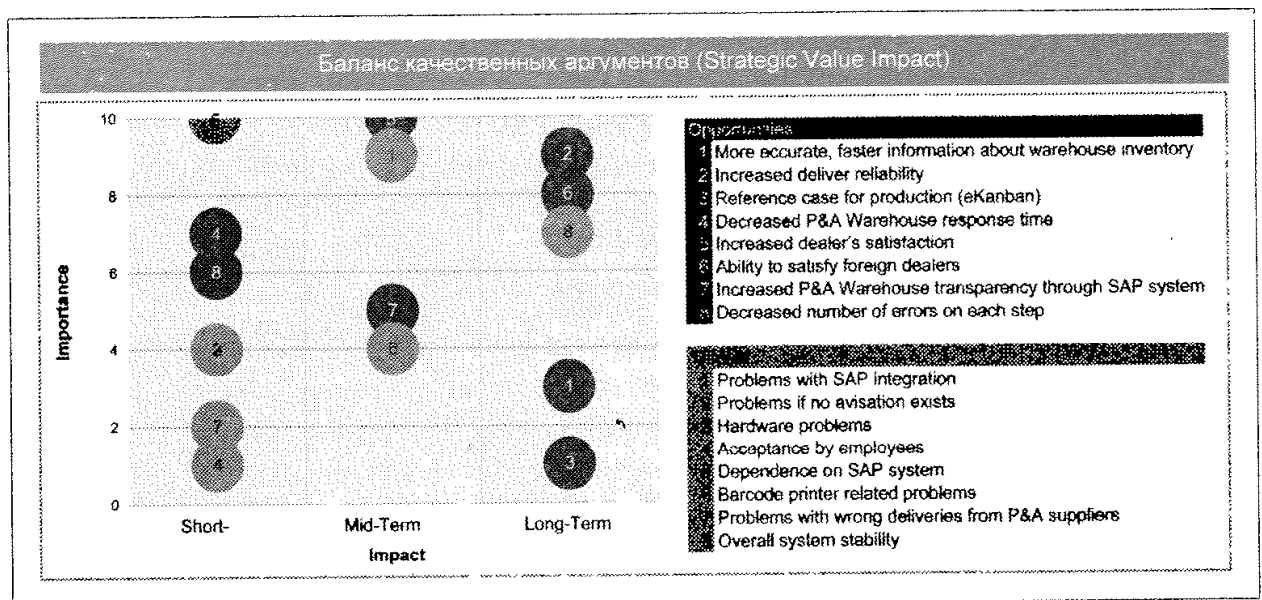 Баланс качественных аргументов (Strategic Value Impact)
10
8
6
4
2
0
Importance
5
4
8
2
7
4
1
7
6
2
6
8
1
3
Short-
Mid-Term
Long-Term
Impact
Opportunities
1 More accurate, faster information about warehouse inventory
2 Increased deliver reliability
3 Reference case for production (eKanban)
4 Decreased P&A Warehouse response time
5 Increased dealer's satisfaction
6 Ability to satisfy foreign dealers
7 Increased P&A Warehouse transparency through SAP system
8 Decreased number of errors on each step
Problems with SAP Integration
Problems if no avisation exists
Hardware problems
Acceptance by employees
Dependence on SAP system
Barcode printer related problems
Problems with wrong deliveries from P&A suppliers
Overall system stability